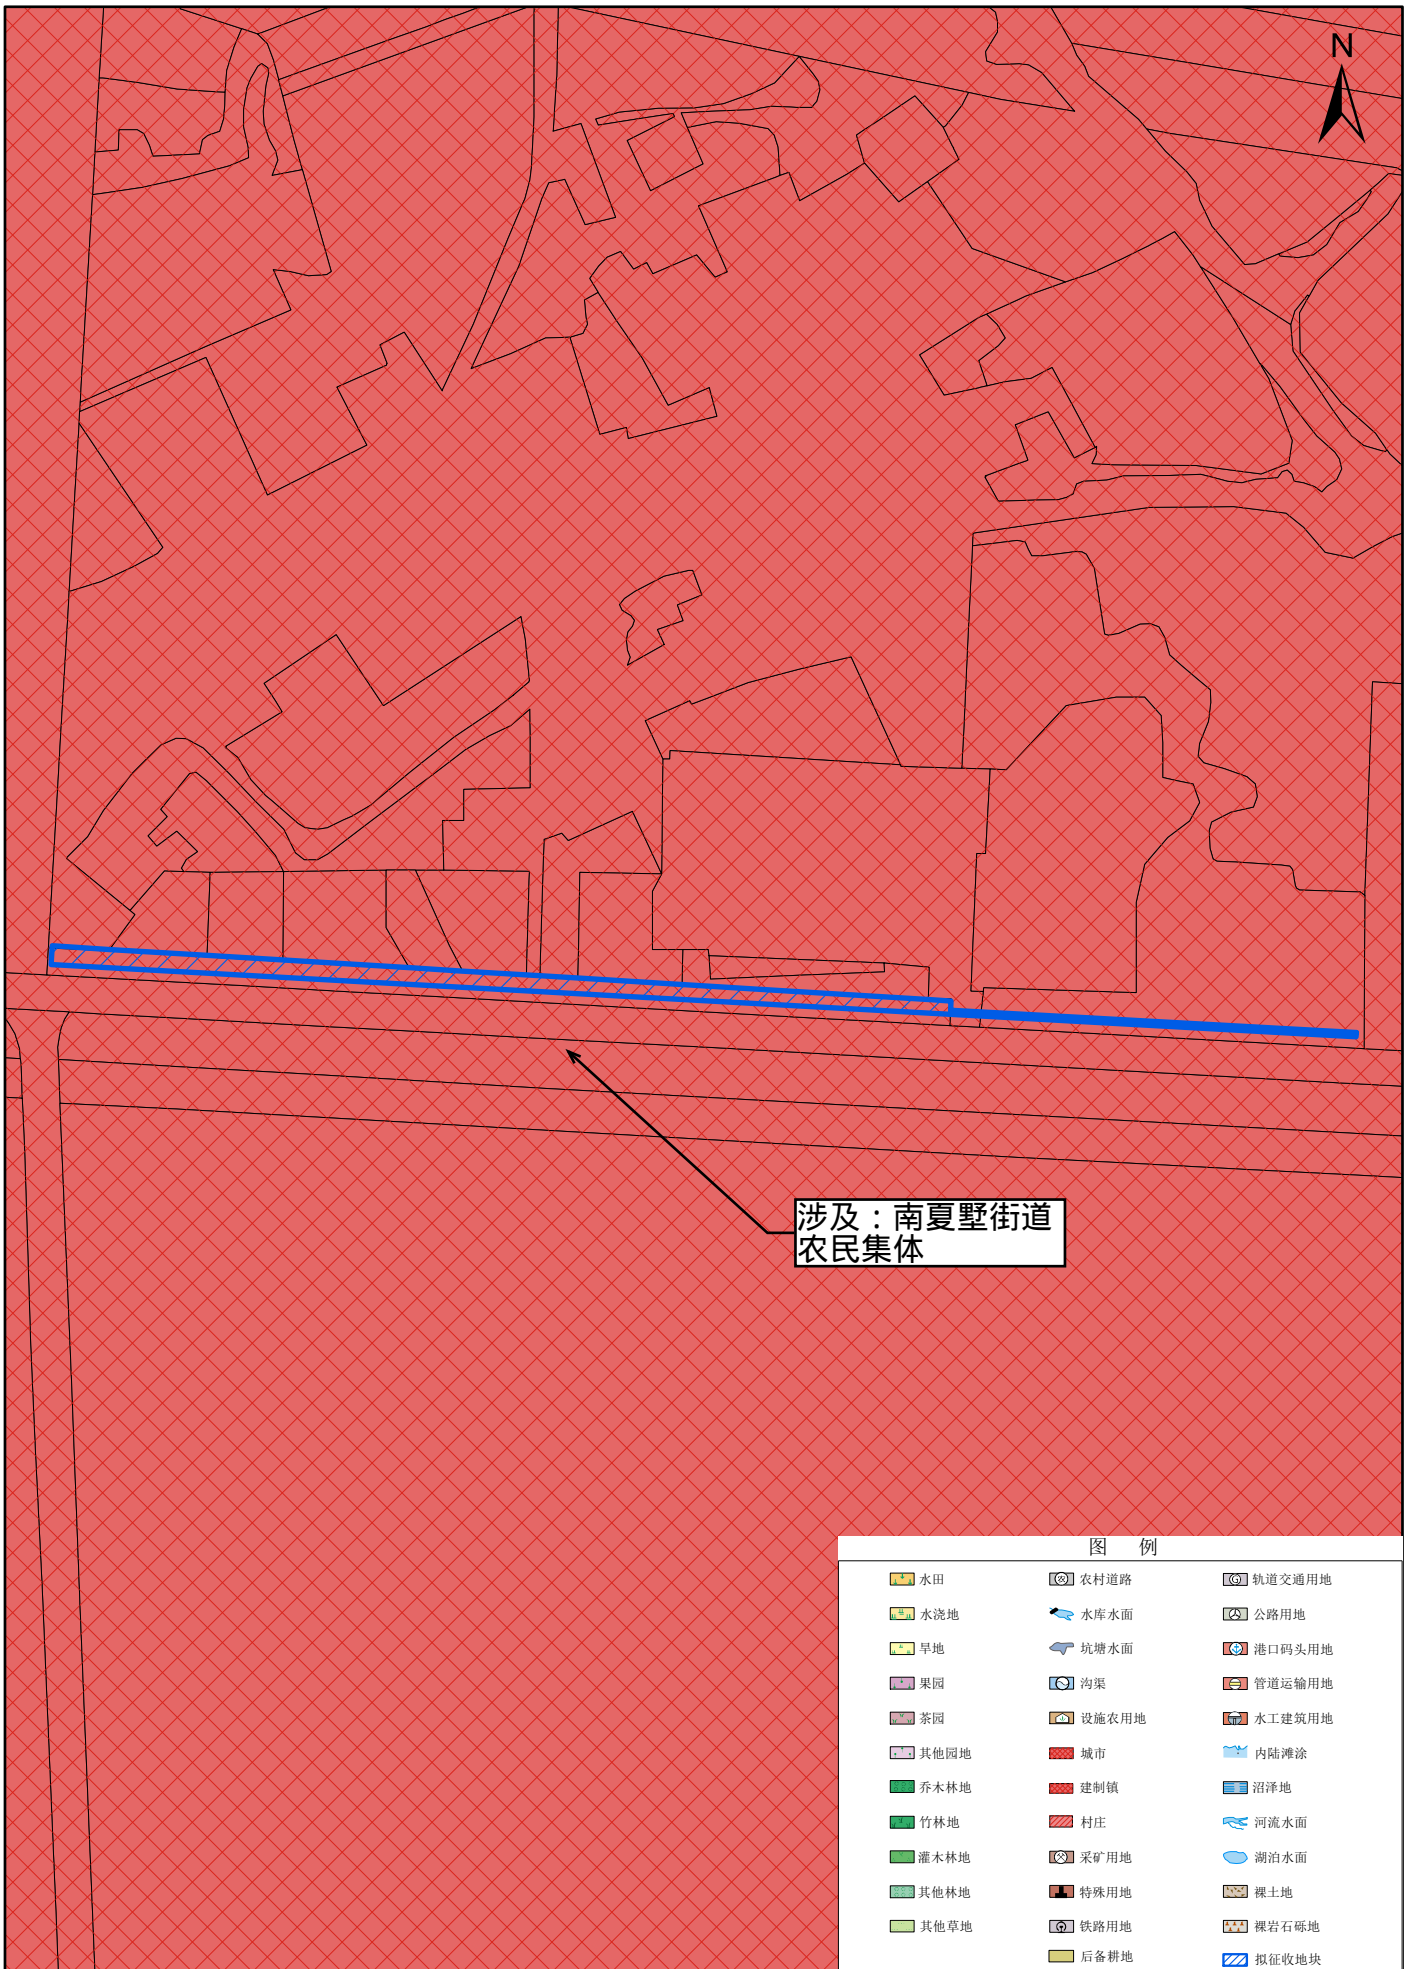 N
涉及：南夏墅街道
农民集体
图 例
水田
农村道路
轨道交通用地
水浇地
水库水面
公路用地
旱地
坑塘水面
港口码头用地
果园
沟渠
管道运输用地
茶园
设施农用地
水工建筑用地
其他园地
城市
内陆滩涂
乔木林地
建制镇
沼泽地
竹林地
村庄
河流水面
灌木林地
采矿用地
湖泊水面
其他林地
特殊用地
裸土地
其他草地
铁路用地
裸岩石砾地
后备耕地
拟征收地块